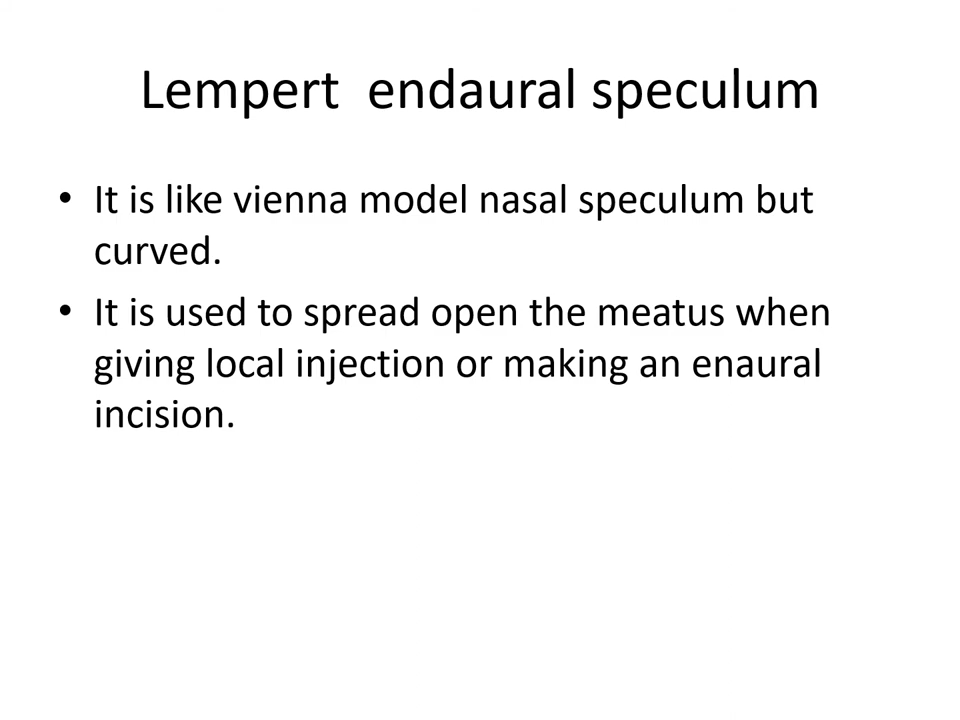 Lempert  endaural speculum
• It is like vienna model nasal speculum but
curved.
• It is used to spread open the meatus when
giving local injection or making an enaural
incision.